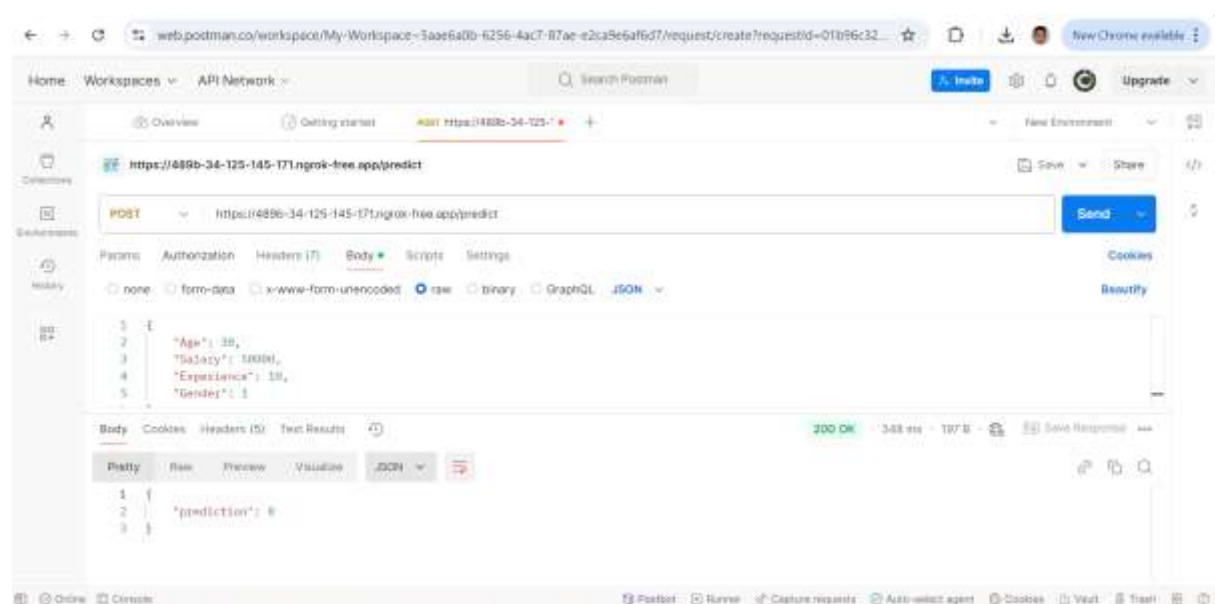 web.postman.co/workspace/My-Workspace~5aae6a0b-6256-4ac7-87ae-e2ca9e6af6d7/request/create?requestId=01b96c32... New Chrome available
Home Workspaces API Network Search Postman Invite Upgrade
Overview Getting started POST https://489b-34-125-1 + New Environment
https://489b-34-125-145-171.ngrok-free.app/predict Save Share
Collections
POST https://489b-34-125-145-171.ngrok-free.app/predict Send
Environments
Params Authorization Headers (7) Body Scripts Settings Cookies
History
none form-data x-www-form-urlencoded raw binary GraphQL JSON Beautify
1 {
2 "Age": 30,
3 "Salary": 50000,
4 "Experience": 10,
5 "Gender": 1
Body Cookies Headers (5) Test Results 200 OK 348 ms 197 B Save Response
Pretty Raw Preview Visualize JSON
1 {
2 "prediction": 0
3 }
Online Console Postbot Runner Capture requests Auto-select agent Cookies Vault Trash